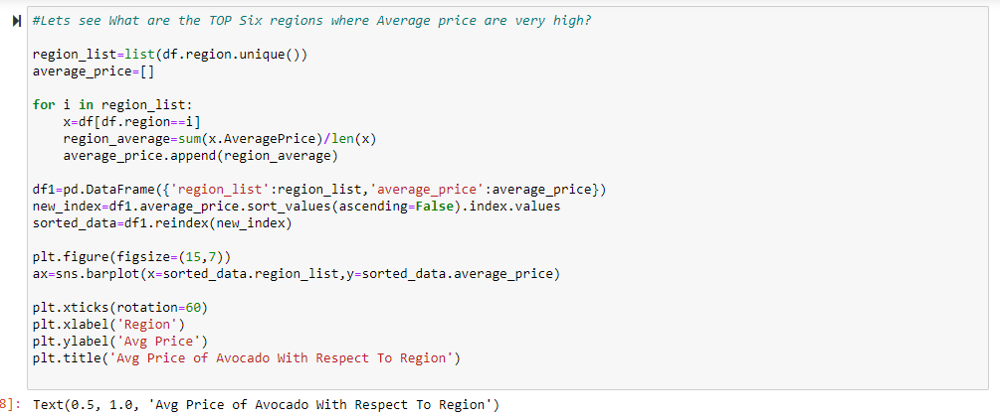 #Lets see What are the TOP Six regions where Average price are very high?
region_list=list(df.region.unique())
average_price=[]
for i in region_list:
    x=df[df.region==i]
    region_average=sum(x.AveragePrice)/len(x)
    average_price.append(region_average)
df1=pd.DataFrame({'region_list':region_list,'average_price':average_price})
new_index=df1.average_price.sort_values(ascending=False).index.values
sorted_data=df1.reindex(new_index)
plt.figure(figsize=(15,7))
ax=sns.barplot(x=sorted_data.region_list,y=sorted_data.average_price)
plt.xticks(rotation=60)
plt.xlabel('Region')
plt.ylabel('Avg Price')
plt.title('Avg Price of Avocado With Respect To Region')
8]: Text(0.5, 1.0, 'Avg Price of Avocado With Respect To Region')